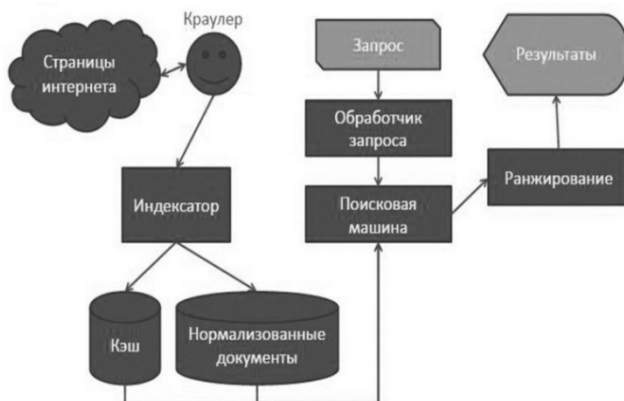 Краулер
Страницы
интернета
Запрос
Результаты
Обработчик
запроса
Индексатор
Поисковая
машина
Ранжирование
Кэш
Нормализованные
документы